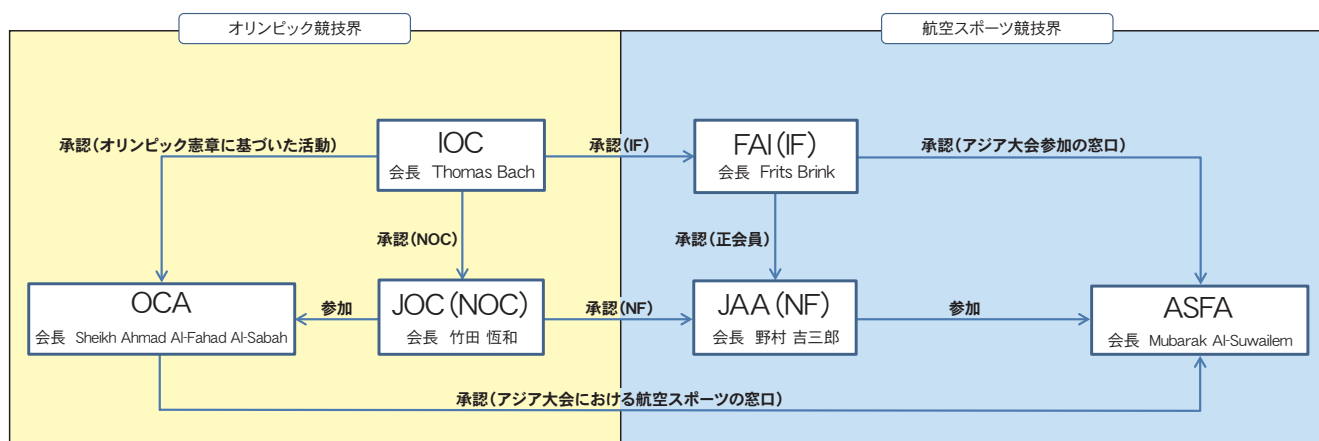 オリンピック競技界
航空スポーツ競技界
承認(オリンピック憲章に基づいた活動)
IOC
会長 Thomas Bach
承認(IF)
FAI(IF)
会長 Frits Brink
承認(アジア大会参加の窓口)
承認(NOC)
承認(正会員)
OCA
会長 Sheikh Ahmad Al-Fahad Al-Sabah
参加
JOC(NOC)
会長 竹田 恆和
承認(NF)
JAA(NF)
会長 野村 吉三郎
参加
ASFA
会長 Mubarak Al-Suwailem
承認(アジア大会における航空スポーツの窓口)